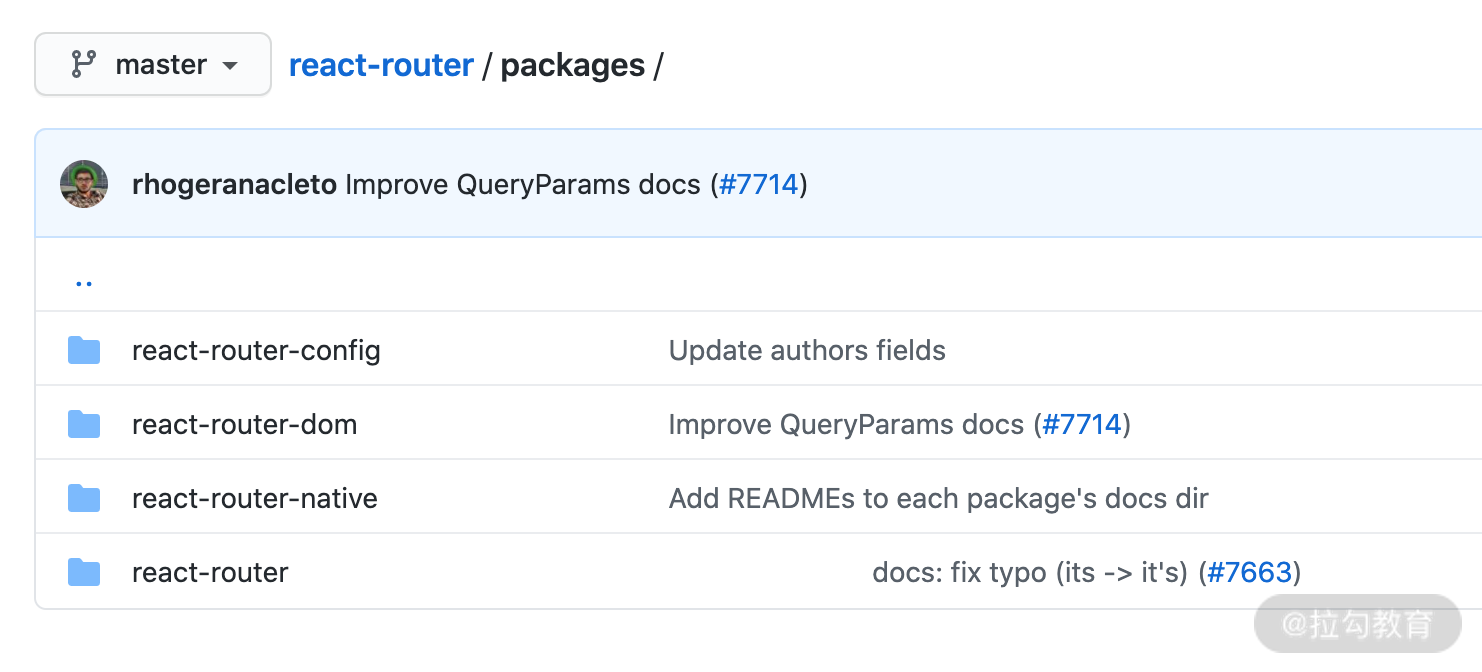 master react-router / packages /
rhogeranacleto Improve QueryParams docs (#7714)
..
react-router-config Update authors fields
react-router-dom Improve QueryParams docs (#7714)
react-router-native Add READMEs to each package's docs dir
react-router docs: fix typo (its -> it's) (#7663)
@拉勾教育